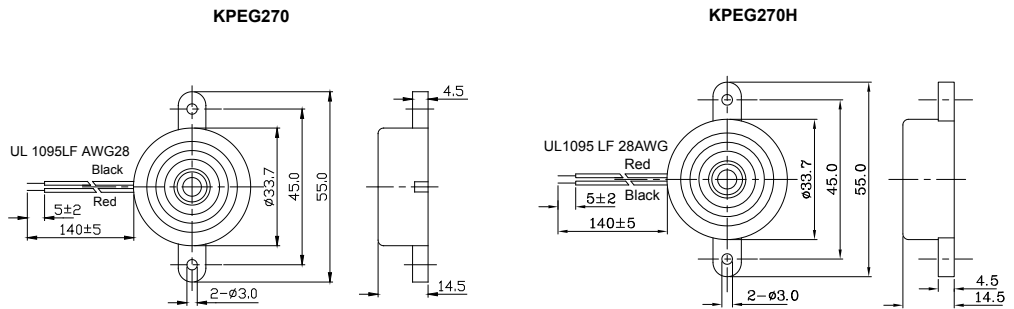 KPEG270
4.5
UL 1095LF AWG28
Black
Red
5±2
140±5
ø33.7
45.0
55.0
2-ø3.0
14.5
KPEG270H
UL1095 LF 28AWG
Red
Black
5±2
140±5
ø33.7
45.0
55.0
2-ø3.0
4.5
14.5